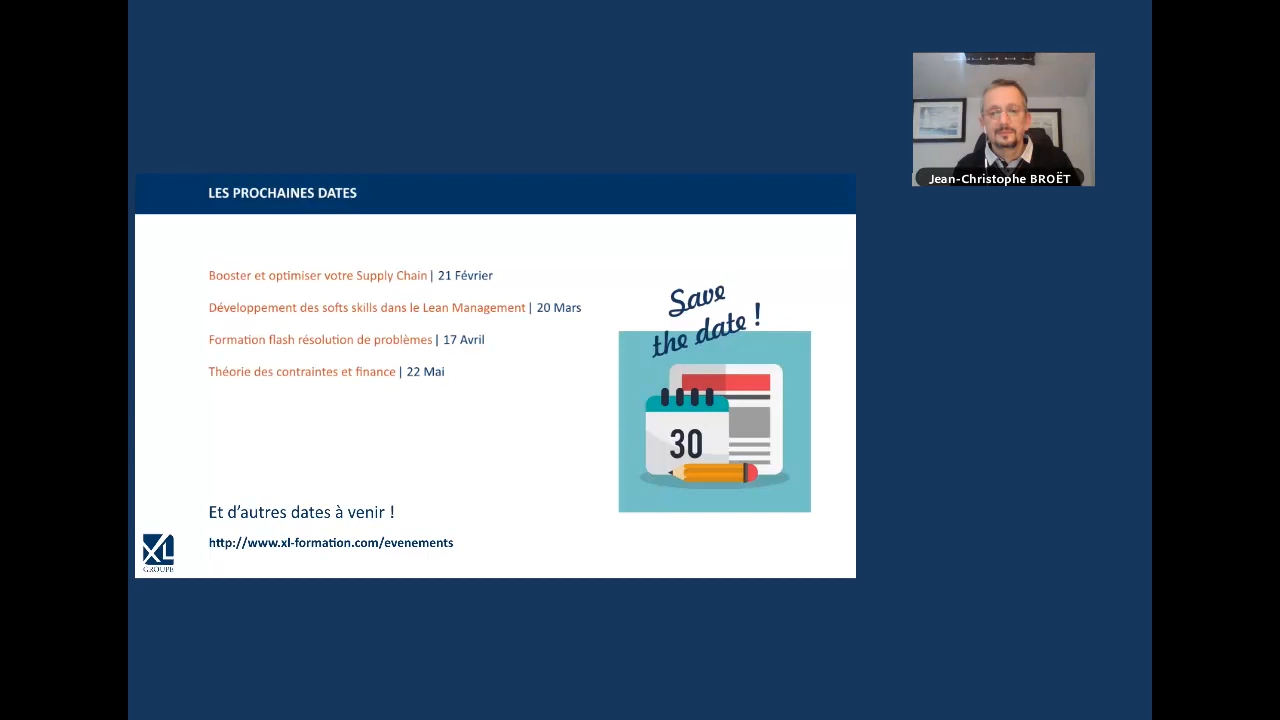 Jean-Christophe BROËT
LES PROCHAINES DATES
Booster et optimiser votre Supply Chain | 21 Février
Développement des softs skills dans le Lean Management | 20 Mars
Formation flash résolution de problèmes | 17 Avril
Théorie des contraintes et finance | 22 Mai
Save
the date !
30
Et d’autres dates à venir !
http://www.xl-formation.com/evenements
XL
GROUPE